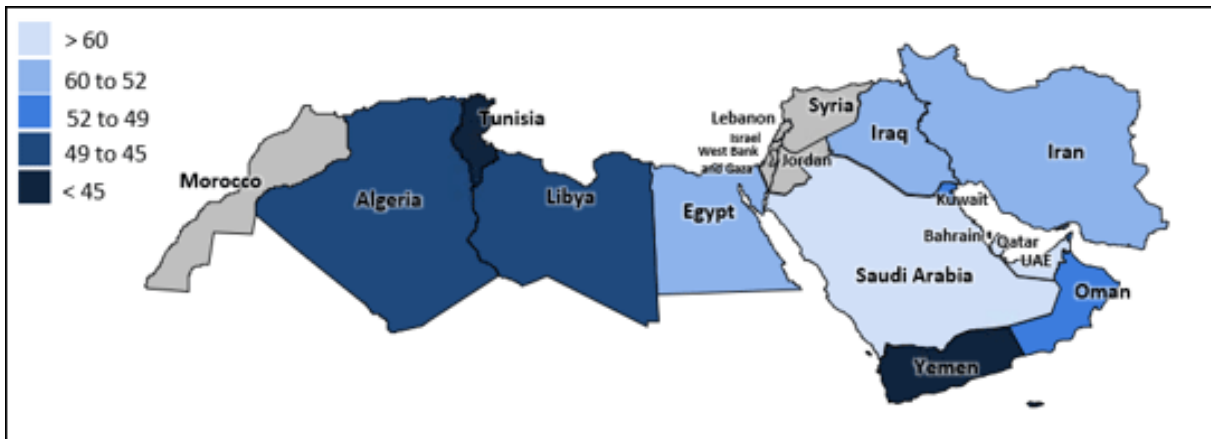 > 60
60 to 52
52 to 49
49 to 45
< 45
Morocco
Algeria
Tunisia
Libya
Egypt
Lebanon
Israel
West Bank
and Gaza
Syria
Jordan
Iraq
Iran
Kuwait
Bahrain
Qatar
UAE
Saudi Arabia
Oman
Yemen